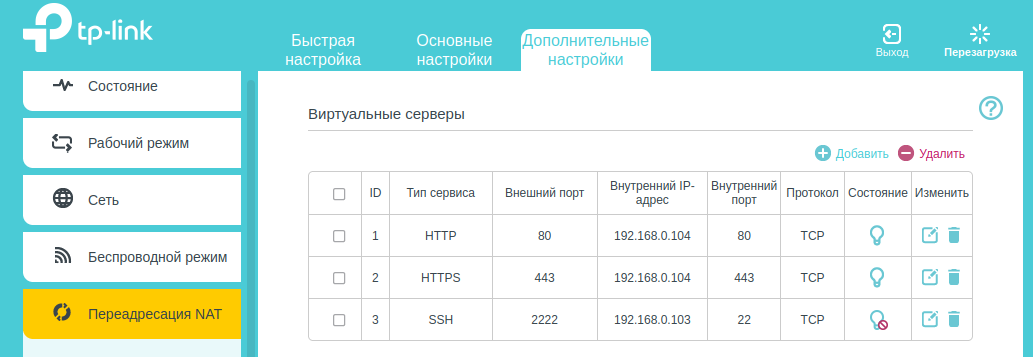 tp-link
Быстрая настройка
Основные настройки
Дополнительные настройки
Выход
Перезагрузка
Состояние
Рабочий режим
Сеть
Беспроводной режим
Переадресация NAT
Виртуальные серверы
?
Добавить Удалить
ID Тип сервиса Внешний порт Внутренний IP-адрес Внутренний порт Протокол Состояние Изменить
1 HTTP 80 192.168.0.104 80 TCP
2 HTTPS 443 192.168.0.104 443 TCP
3 SSH 2222 192.168.0.103 22 TCP